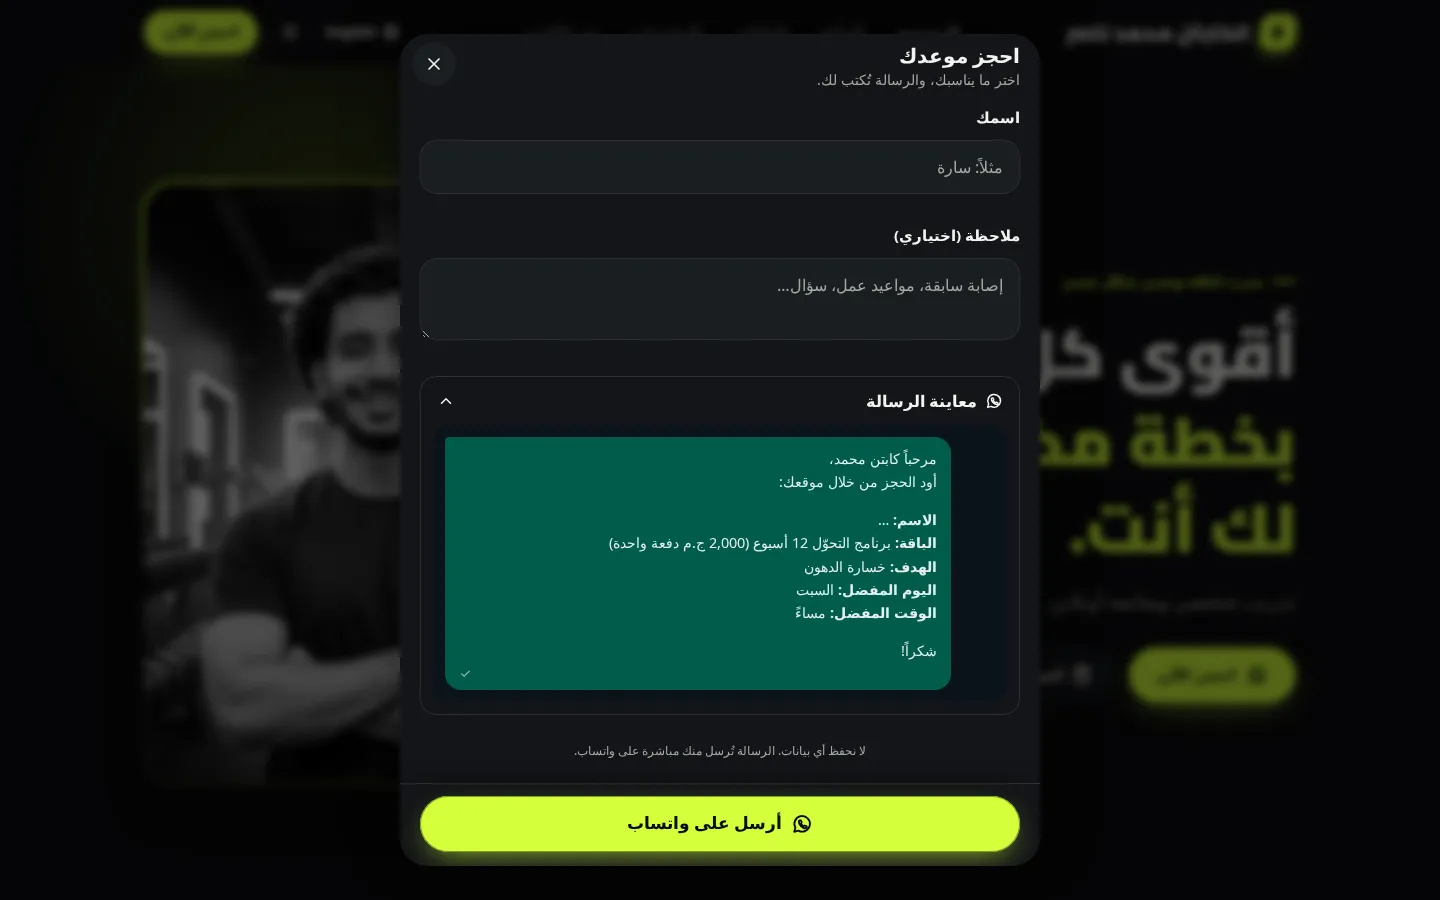 احجز موعدك
اختر ما يناسبك، والرسالة تُكتب لك.
اسمك
مثلاً: سارة
ملاحظة (اختياري)
إصابة سابقة، مواعيد عمل، سؤال...
معاينة الرسالة
مرحباً كابتن محمد،
أود الحجز من خلال موقعك:
الاسم: ...
الباقة: برنامج التحوّل 12 أسبوع (2,000 ج.م دفعة واحدة)
الهدف: خسارة الدهون
اليوم المفضل: السبت
الوقت المفضل: مساءً
شكراً!
لا نحفظ أي بيانات. الرسالة تُرسل منك مباشرة على واتساب.
أرسل على واتساب
أقوى
بخطة
لك أنت.